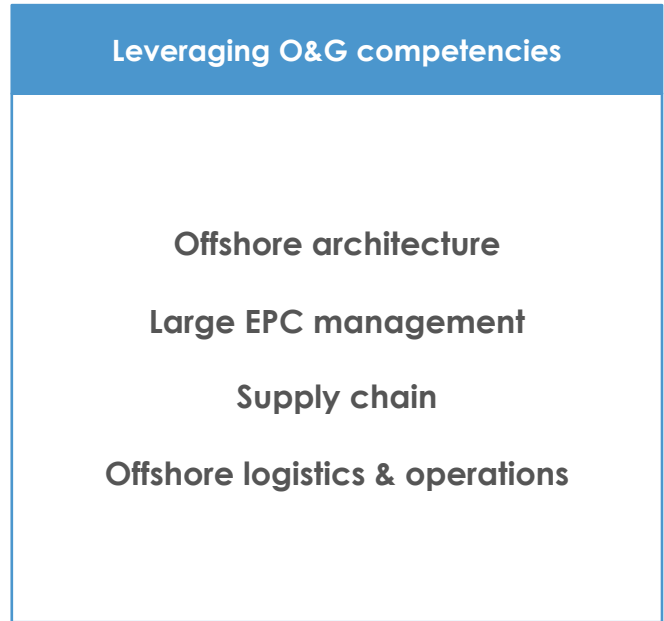 Leveraging O&G competencies
Offshore architecture
Large EPC management
Supply chain
Offshore logistics & operations